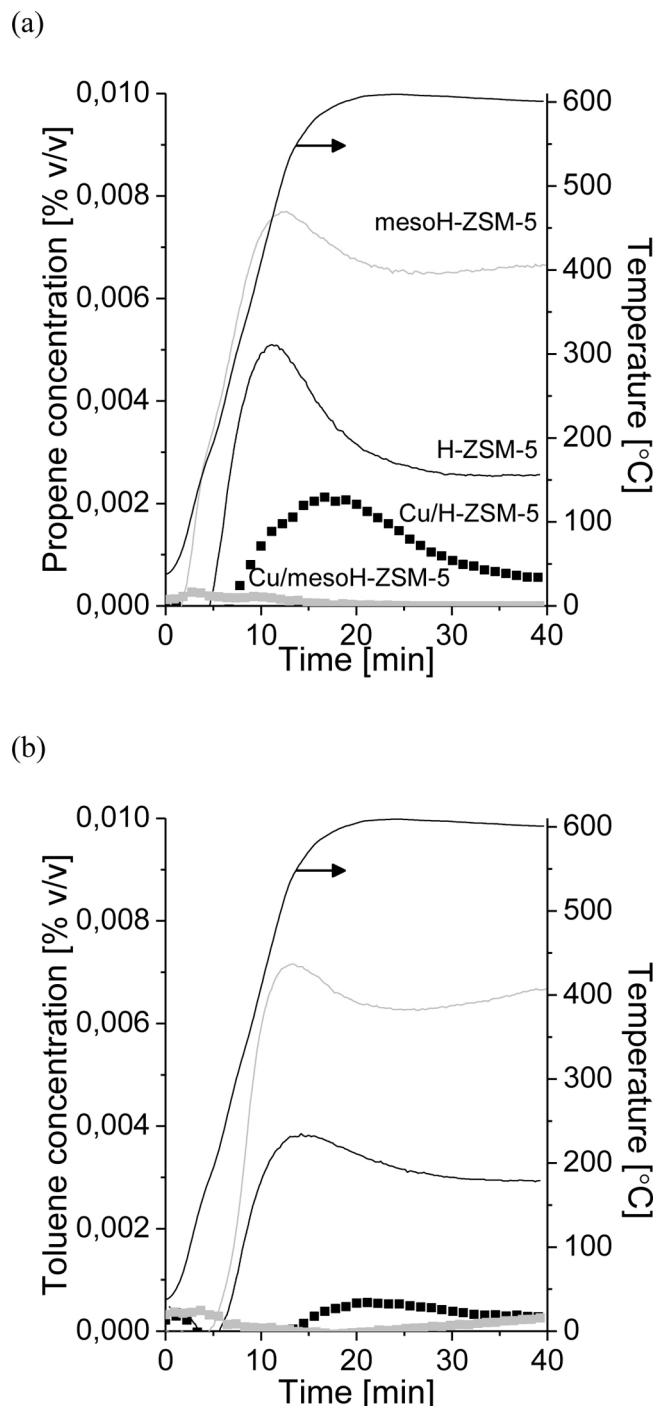 (a)
0,010
0,008
0,006
0,004
0,002
0,000
Propene concentration [% v/v]
600
500
400
300
200
100
0
Temperature [°C]
mesoH-ZSM-5
H-ZSM-5
Cu/H-ZSM-5
Cu/mesoH-ZSM-5
0 10 20 30 40
Time [min]
(b)
0,010
0,008
0,006
0,004
0,002
0,000
Toluene concentration [% v/v]
600
500
400
300
200
100
0
Temperature [°C]
0 10 20 30 40
Time [min]